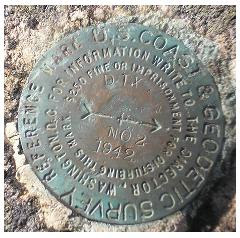 U.S. COAST & GEODETIC SURVEY REFERENCE MARK
FOR INFORMATION WRITE TO THE DIRECTOR, WASHINGTON, D.C.
$250 FINE OR IMPRISONMENT FOR DISTURBING THIS MARK
NO 2
1942